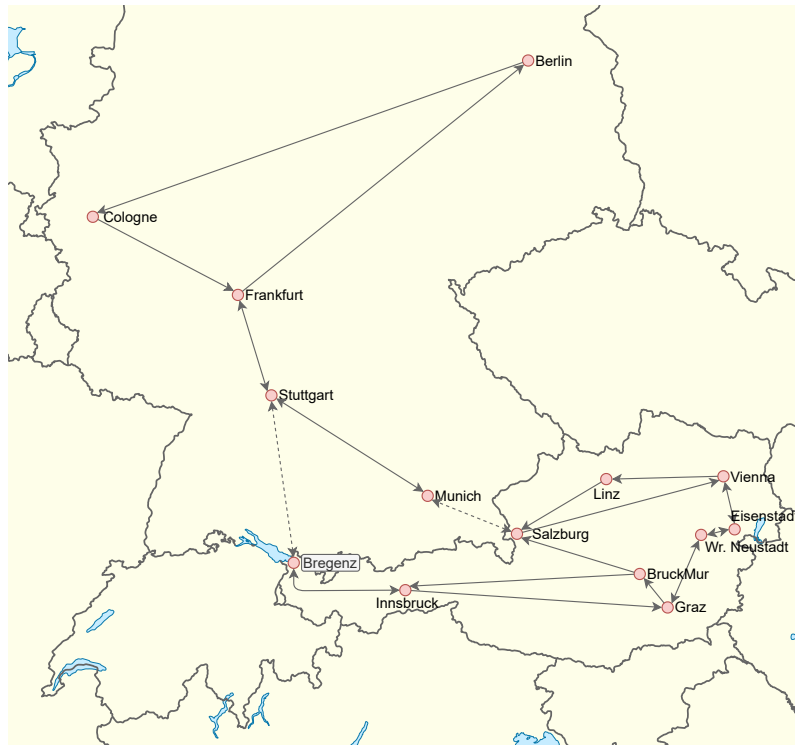 Berlin
Cologne
Frankfurt
Stuttgart
Munich
Vienna
Linz
Eisenstad
Salzburg
Wr. Neustadt
Bregenz
BruckMur
Innsbruck
Graz